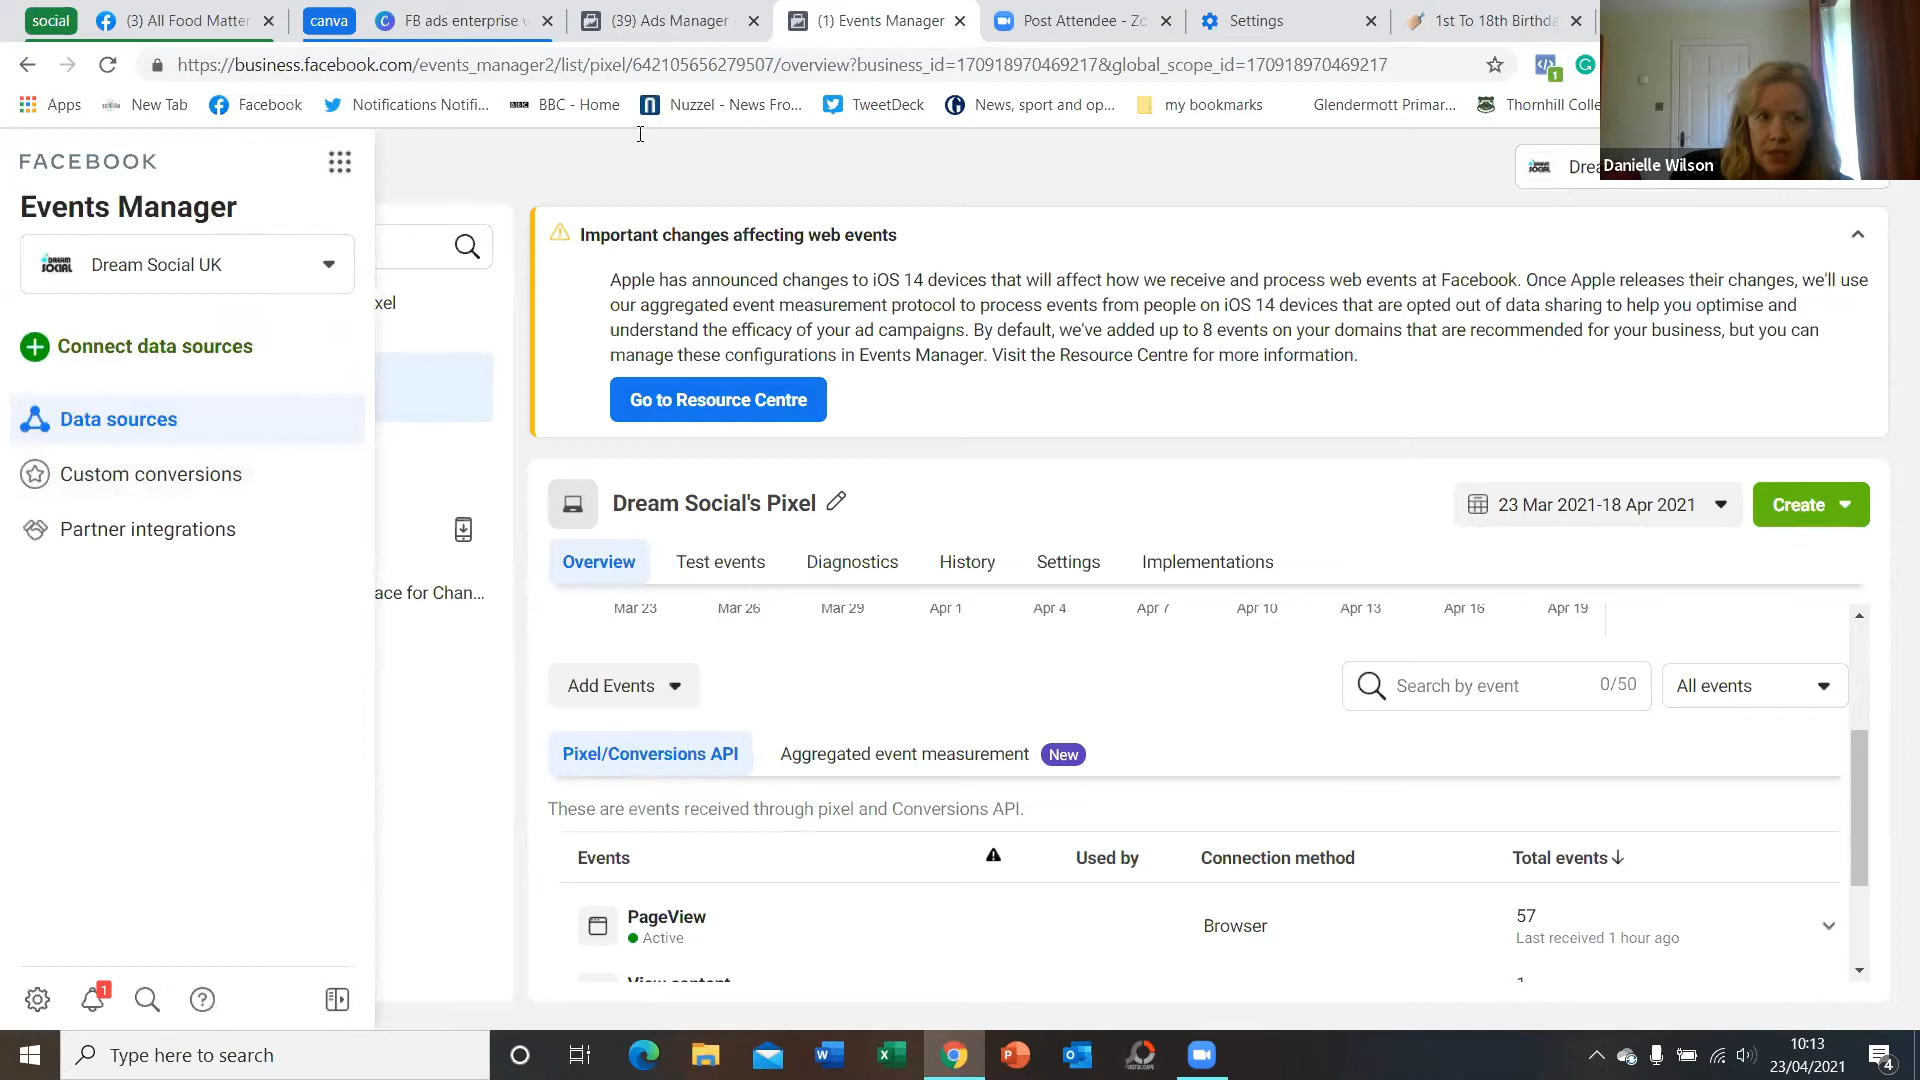 social
(3) All Food Matter
canva
FB ads enterprise
(39) Ads Manager
(1) Events Manager
Post Attendee - Zo
Settings
1st To 18th Birthda
https://business.facebook.com/events_manager2/list/pixel/642105656279507/overview?business_id=170918970469217&global_scope_id=170918970469217
1
Apps
New Tab
Facebook
Notifications Notifi...
BBC
BBC - Home
Nuzzel - News Fro...
TweetDeck
News, sport and op...
my bookmarks
Glendermott Primar...
Thornhill Colle
Danielle Wilson
FACEBOOK
Events Manager
DREAM SOCIAL
Dream Social UK
Connect data sources
Data sources
Custom conversions
Partner integrations
1
xel
ace for Chan...
DREAM SOCIAL
Drea
Important changes affecting web events
Apple has announced changes to iOS 14 devices that will affect how we receive and process web events at Facebook. Once Apple releases their changes, we'll use
our aggregated event measurement protocol to process events from people on iOS 14 devices that are opted out of data sharing to help you optimise and
understand the efficacy of your ad campaigns. By default, we've added up to 8 events on your domains that are recommended for your business, but you can
manage these configurations in Events Manager. Visit the Resource Centre for more information.
Go to Resource Centre
Dream Social's Pixel
23 Mar 2021-18 Apr 2021
Create
Overview
Test events
Diagnostics
History
Settings
Implementations
Mar 23 Mar 26 Mar 29 Apr 1 Apr 4 Apr 7 Apr 10 Apr 13 Apr 16 Apr 19
Add Events
Search by event 0/50
All events
Pixel/Conversions API
Aggregated event measurement New
These are events received through pixel and Conversions API.
Events Used by Connection method Total events
PageView Browser 57
Active Last received 1 hour ago
View content 1
Type here to search
10:13
23/04/2021
4